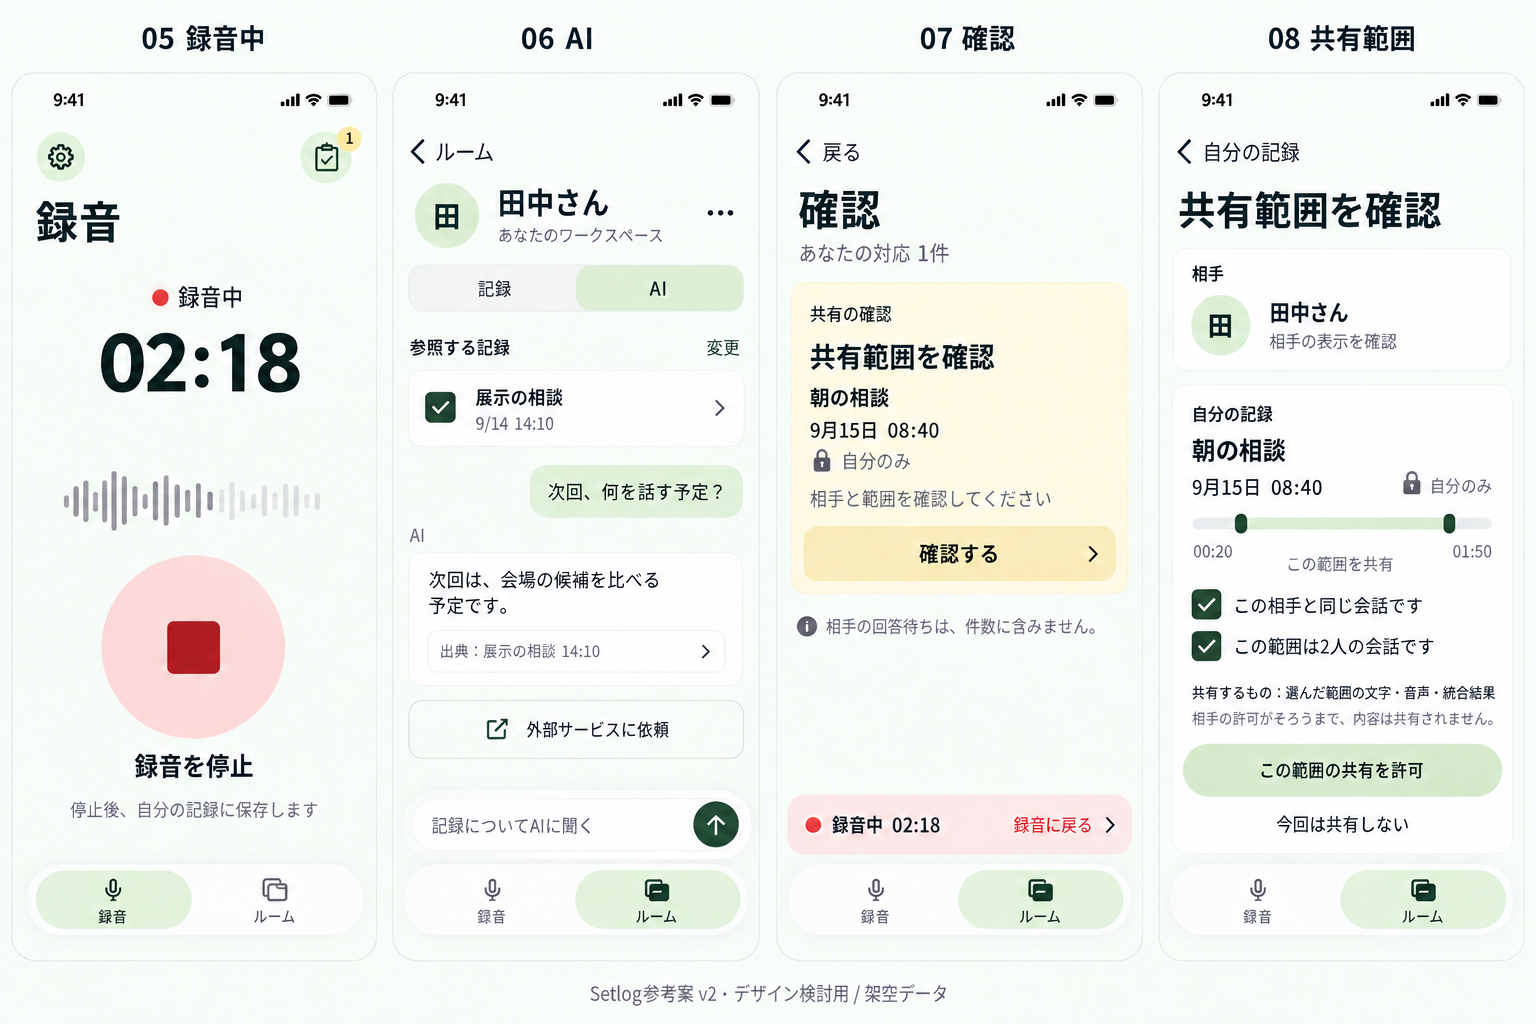 05 録音中
9:41
1
録音
録音中
02:18
録音を停止
停止後、自分の記録に保存します
録音
ルーム
06 AI
9:41
ルーム
田
田中さん
あなたのワークスペース
記録
AI
参照する記録
変更
展示の相談
9/14 14:10
次回、何を話す予定？
AI
次回は、会場の候補を比べる
予定です。
出典：展示の相談 14:10
外部サービスに依頼
記録についてAIに聞く
録音
ルーム
07 確認
9:41
戻る
確認
あなたの対応 1件
共有の確認
共有範囲を確認
朝の相談
9月15日 08:40
自分のみ
相手と範囲を確認してください
確認する
相手の回答待ちは、件数に含みません。
録音中 02:18
録音に戻る
録音
ルーム
08 共有範囲
9:41
自分の記録
共有範囲を確認
相手
田
田中さん
相手の表示を確認
自分の記録
朝の相談
9月15日 08:40
自分のみ
00:20
この範囲を共有
01:50
この相手と同じ会話です
この範囲は2人の会話です
共有するもの：選んだ範囲の文字・音声・統合結果
相手の許可がそろうまで、内容は共有されません。
この範囲の共有を許可
今回は共有しない
録音
ルーム
Setlog参考案 v2・デザイン検討用 / 架空データ